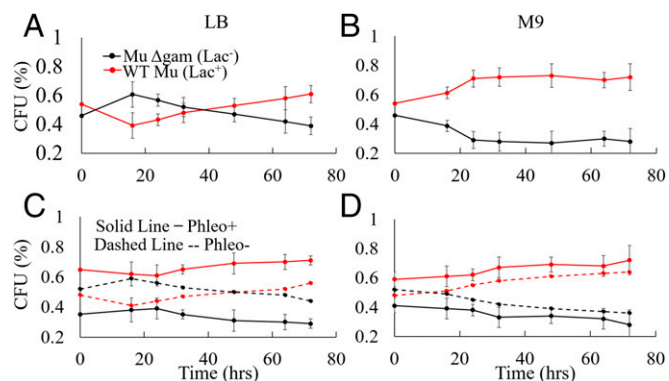 LB M9
A B
CFU (%)
1
0.8
0.6
0.4
0.2
Mu Δgam (Lac⁻)
WT Mu (Lac⁺)
0 20 40 60 80
1
0.8
0.6
0.4
0.2
0 20 40 60 80
C D
CFU (%)
1
0.8
0.6
0.4
0.2
Solid Line – Phleo+
Dashed Line -- Phleo-
0 20 40 60 80
Time (hrs)
1
0.8
0.6
0.4
0.2
0 20 40 60 80
Time (hrs)